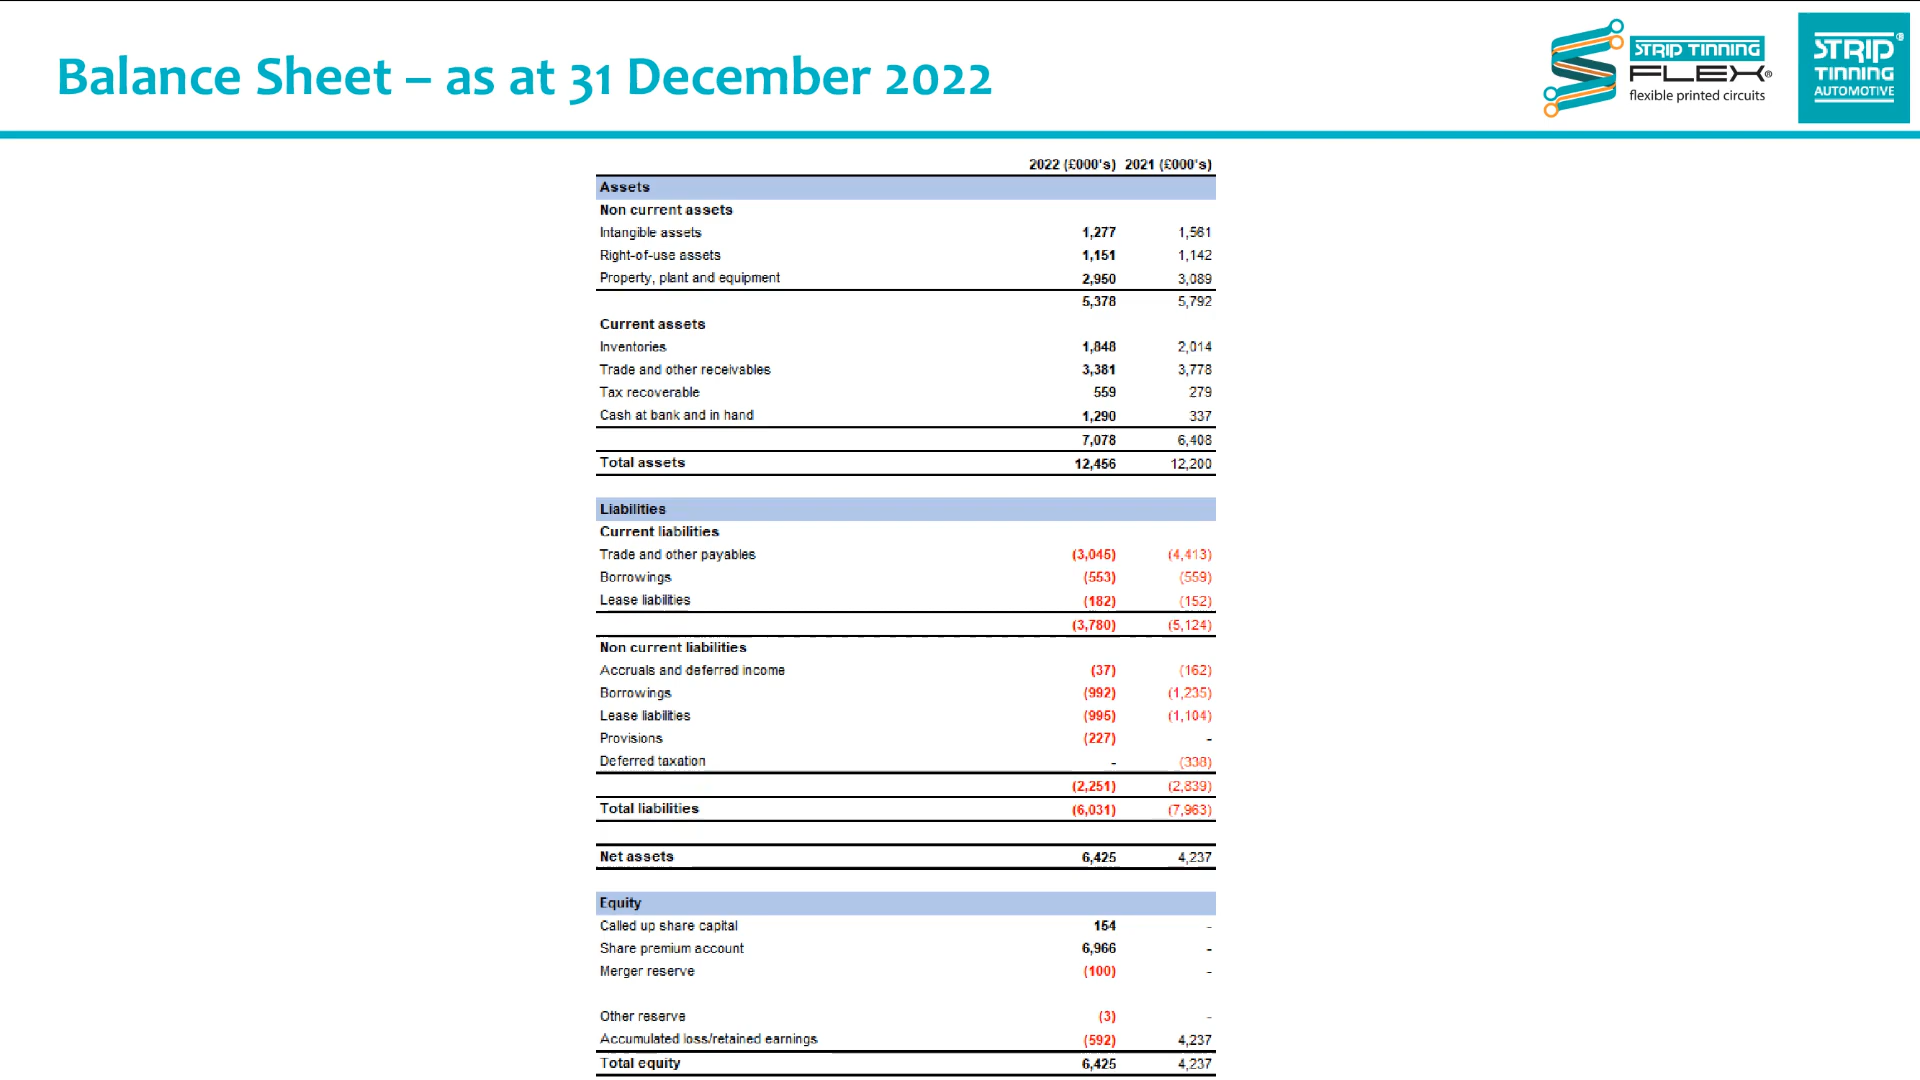 Balance Sheet – as at 31 December 2022
STRIP TINNING
FLEX®
flexible printed circuits
STRIP®
TINNING
AUTOMOTIVE
2022 (£000's) 2021 (£000's)
Assets
Non current assets
Intangible assets 1,277 1,561
Right-of-use assets 1,151 1,142
Property, plant and equipment 2,950 3,089
5,378 5,792
Current assets
Inventories 1,848 2,014
Trade and other receivables 3,381 3,778
Tax recoverable 559 279
Cash at bank and in hand 1,290 337
7,078 6,408
Total assets 12,456 12,200
Liabilities
Current liabilities
Trade and other payables (3,045) (4,413)
Borrowings (553) (559)
Lease liabilities (182) (152)
(3,780) (5,124)
Non current liabilities
Accruals and deferred income (37) (162)
Borrowings (992) (1,235)
Lease liabilities (995) (1,104)
Provisions (227) -
Deferred taxation - (338)
(2,251) (2,839)
Total liabilities (6,031) (7,963)
Net assets 6,425 4,237
Equity
Called up share capital 154 -
Share premium account 6,966 -
Merger reserve (100) -
Other reserve (3) -
Accumulated loss/retained earnings (592) 4,237
Total equity 6,425 4,237